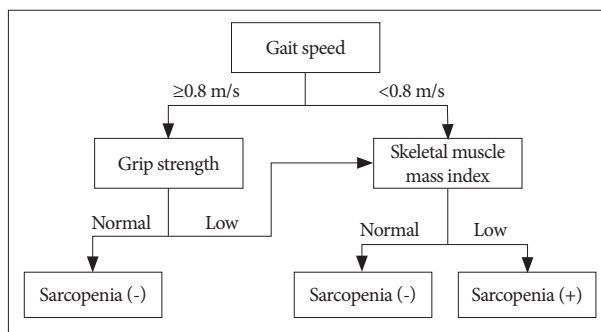 Gait speed
≥0.8 m/s
<0.8 m/s
Grip strength
Skeletal muscle
mass index
Normal
Low
Normal
Low
Sarcopenia (-)
Sarcopenia (-)
Sarcopenia (+)